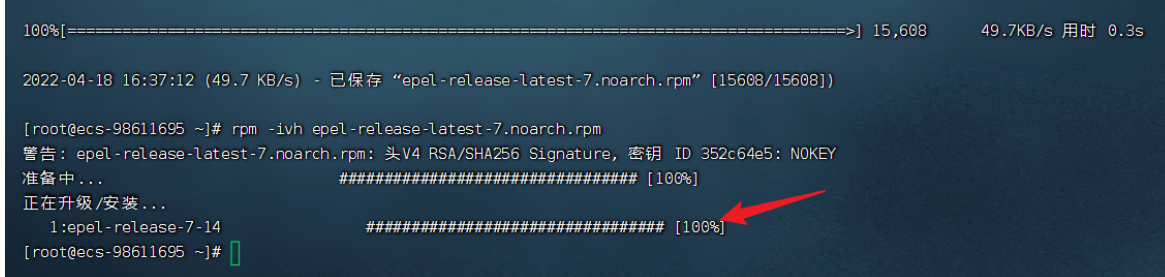 100%[======================================================================================>] 15,608 49.7KB/s 用时 0.3s
2022-04-18 16:37:12 (49.7 KB/s) - 已保存 “epel-release-latest-7.noarch.rpm” [15608/15608])
[root@ecs-98611695 ~]# rpm -ivh epel-release-latest-7.noarch.rpm
警告: epel-release-latest-7.noarch.rpm: 头V4 RSA/SHA256 Signature, 密钥 ID 352c64e5: NOKEY
准备中... ################################# [100%]
正在升级/安装...
1:epel-release-7-14 ################################# [100%]
[root@ecs-98611695 ~]#